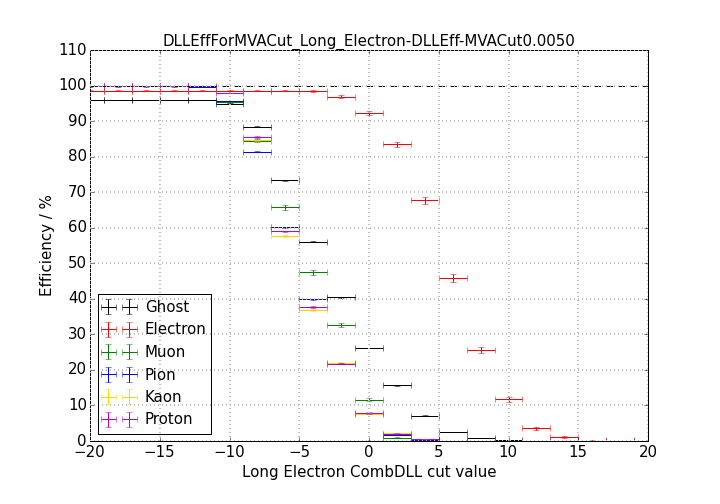 DLLEffForMVACut_Long_Electron-DLLEff-MVACut0.0050
110
100
90
80
70
60
50
40
30
20
10
0
Efficiency / %
Ghost
Electron
Muon
Pion
Kaon
Proton
−20 −15 −10 −5 0 5 10 15 20
Long Electron CombDLL cut value